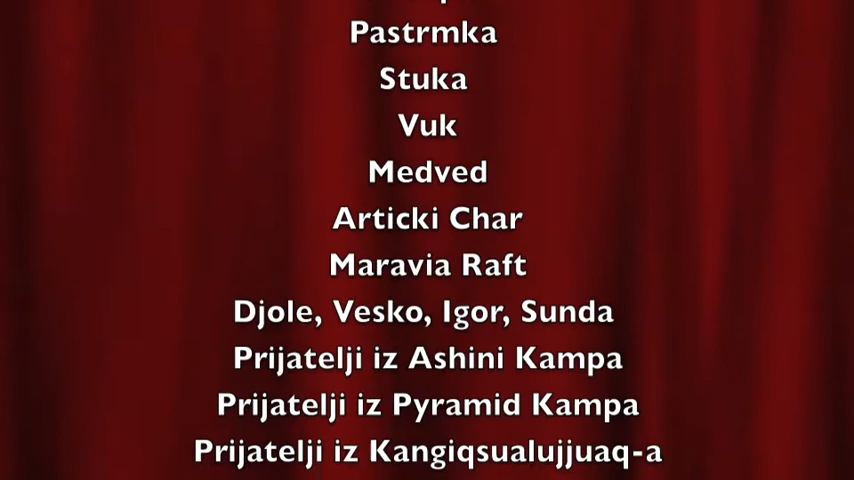 Pastrmka
Stuka
Vuk
Medved
Articki Char
Maravia Raft
Djole, Vesko, Igor, Sunda
Prijatelji iz Ashini Kampa
Prijatelji iz Pyramid Kampa
Prijatelji iz Kangiqsualujjuaq-a